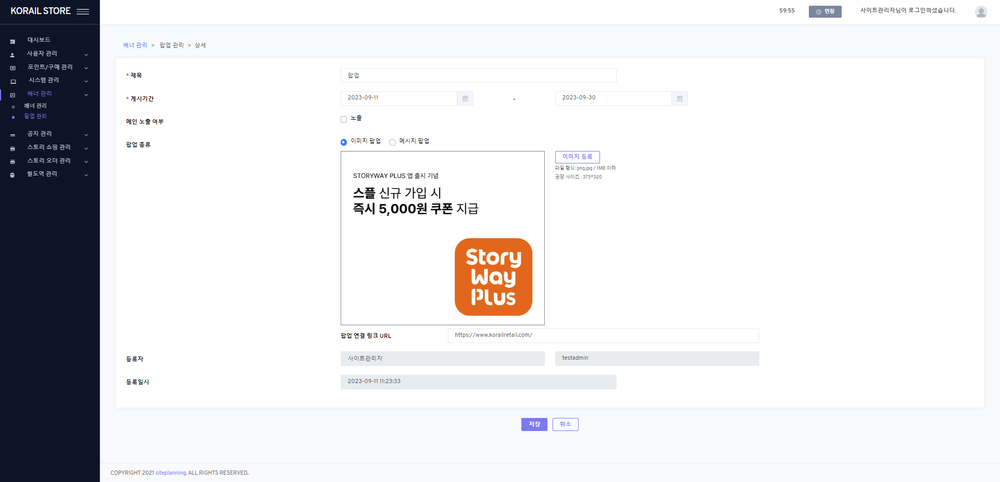 KORAIL STORE
59:55
연장
사이트관리자님이 로그인하셨습니다.
대시보드
사용자 관리
포인트/구매 관리
시스템 관리
배너 관리
배너 관리
팝업 관리
공지 관리
스토리 쇼핑 관리
스토리 오더 관리
철도역 관리
배너 관리 > 팝업 관리 > 상세
* 제목
팝업
* 게시기간
2023-09-11 - 2023-09-30
메인 노출 여부
노출
팝업 종류
이미지 팝업 메시지 팝업
STORYWAY PLUS 앱 출시 기념
스플 신규 가입 시
즉시 5,000원 쿠폰 지급
Story
Way
Plus
이미지 등록
파일 형식: png,jpg / 1MB 이하
권장 사이즈 : 375*320
팝업 연결 링크 URL
https://www.korailretail.com/
등록자
사이트관리자
testadmin
등록일시
2023-09-11 11:23:33
저장
취소
COPYRIGHT 2021 siteplanning. ALL RIGHTS RESERVED.